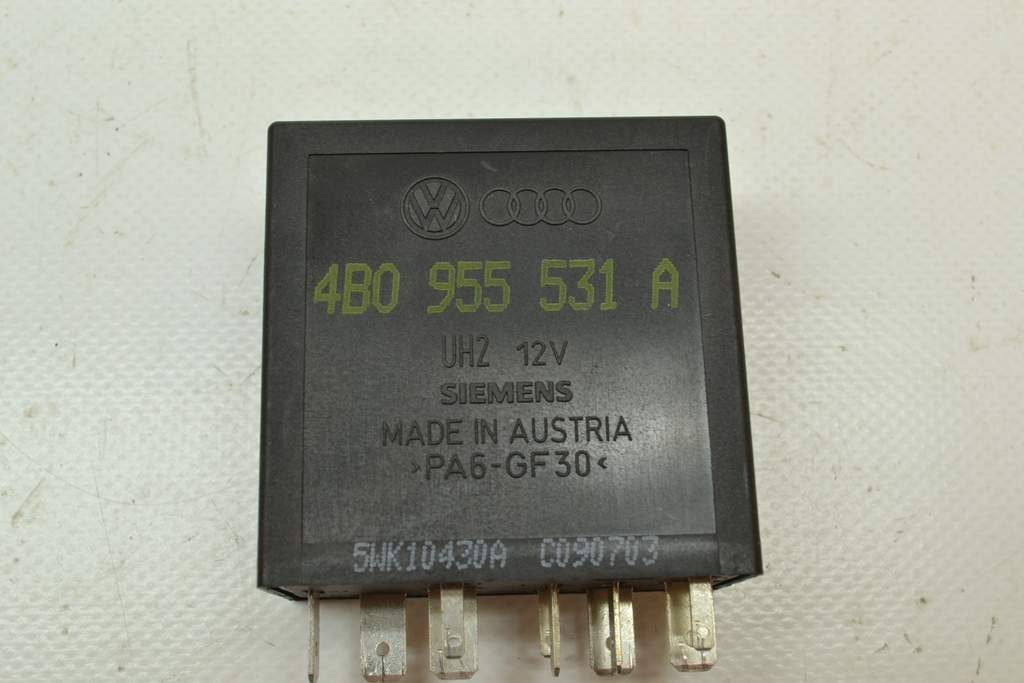 4B0 955 531 A
UH2 12V
SIEMENS
MADE IN AUSTRIA
>PA6-GF30<
5WK10430A C090703